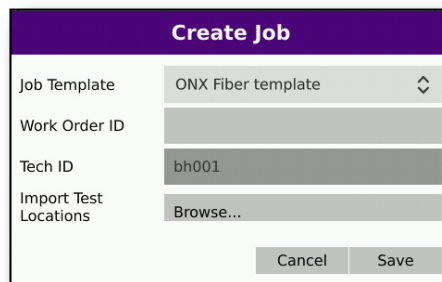 Create Job
Job Template
ONX Fiber template
Work Order ID
Tech ID
bh001
Import Test
Locations
Browse...
Cancel
Save